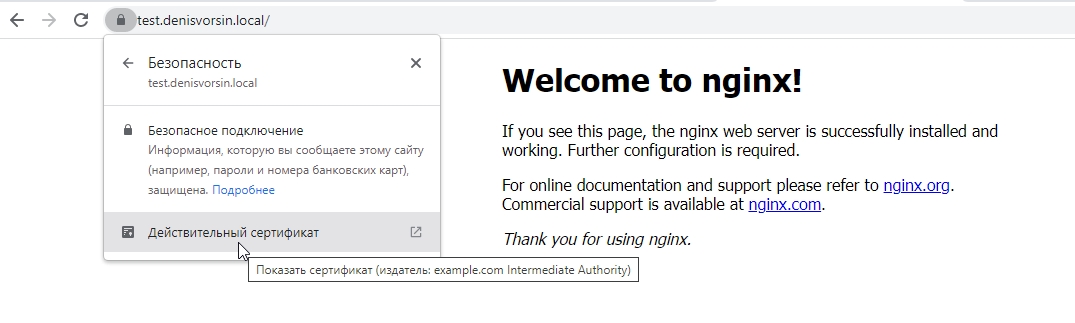 test.denisvorsin.local/
Безопасность
test.denisvorsin.local
Безопасное подключение
Информация, которую вы сообщаете этому сайту
(например, пароли и номера банковских карт),
защищена. Подробнее
Действительный сертификат
Показать сертификат (издатель: example.com Intermediate Authority)
Welcome to nginx!
If you see this page, the nginx web server is successfully installed and
working. Further configuration is required.
For online documentation and support please refer to nginx.org.
Commercial support is available at nginx.com.
Thank you for using nginx.